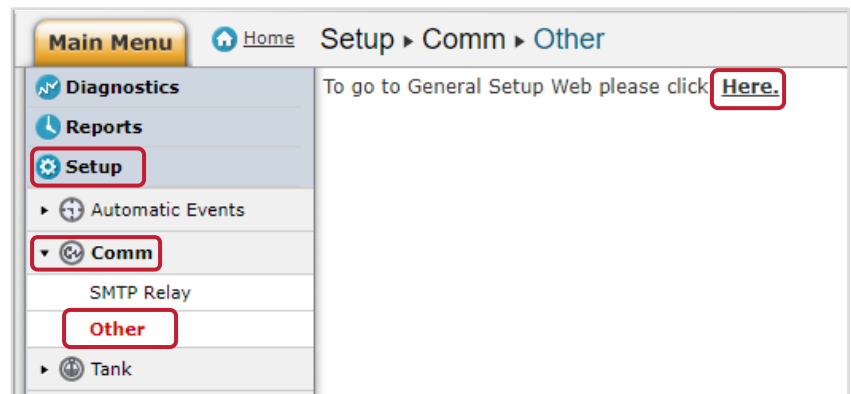 Main Menu
Home
Setup ▸ Comm ▸ Other
Diagnostics
Reports
Setup
Automatic Events
Comm
SMTP Relay
Other
Tank
To go to General Setup Web please click Here.